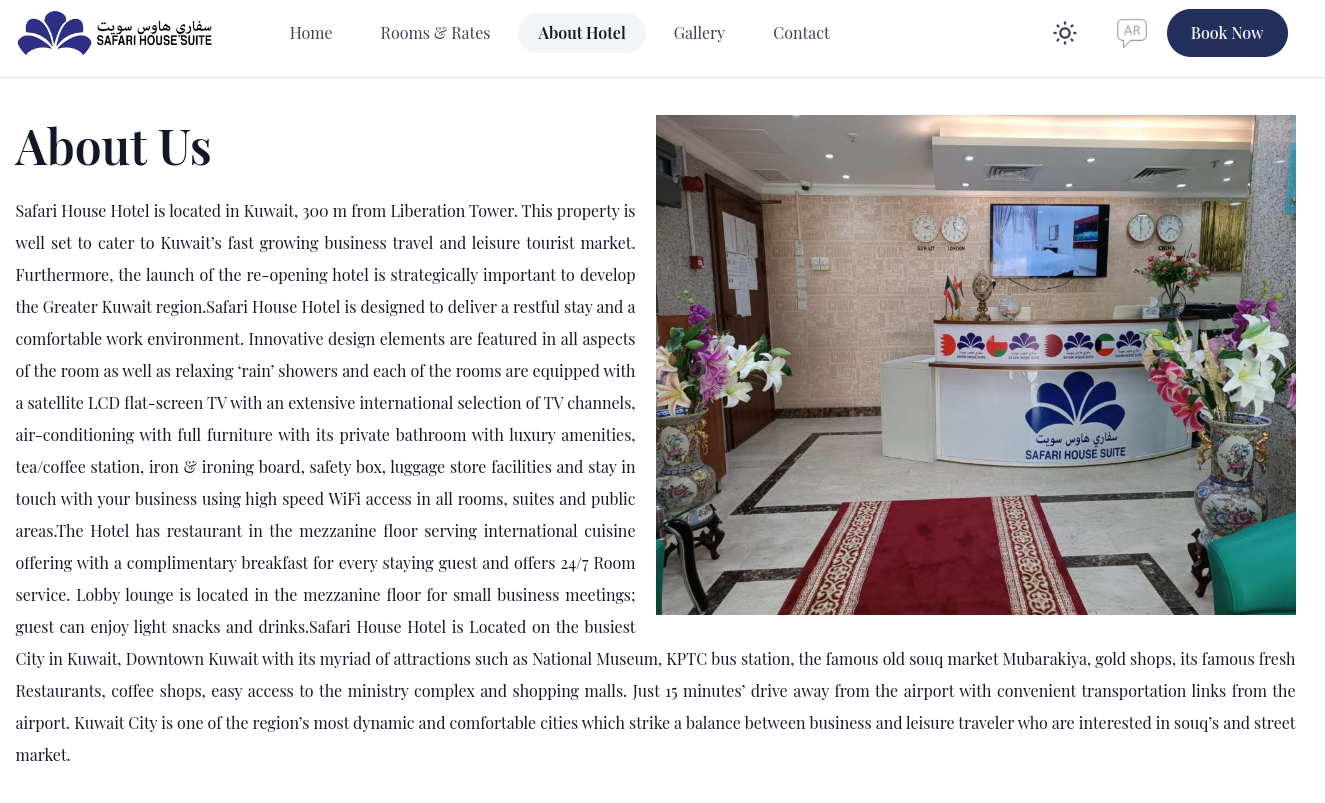 سفاري هاوس سويت
SAFARI HOUSE SUITE
Home
Rooms & Rates
About Hotel
Gallery
Contact
AR
Book Now
About Us
Safari House Hotel is located in Kuwait, 300 m from Liberation Tower. This property is
well set to cater to Kuwait’s fast growing business travel and leisure tourist market.
Furthermore, the launch of the re-opening hotel is strategically important to develop
the Greater Kuwait region.Safari House Hotel is designed to deliver a restful stay and a
comfortable work environment. Innovative design elements are featured in all aspects
of the room as well as relaxing ‘rain’ showers and each of the rooms are equipped with
a satellite LCD flat-screen TV with an extensive international selection of TV channels,
air-conditioning with full furniture with its private bathroom with luxury amenities,
tea/coffee station, iron & ironing board, safety box, luggage store facilities and stay in
touch with your business using high speed WiFi access in all rooms, suites and public
areas.The Hotel has restaurant in the mezzanine floor serving international cuisine
offering with a complimentary breakfast for every staying guest and offers 24/7 Room
service. Lobby lounge is located in the mezzanine floor for small business meetings;
guest can enjoy light snacks and drinks.Safari House Hotel is Located on the busiest
City in Kuwait, Downtown Kuwait with its myriad of attractions such as National Museum, KPTC bus station, the famous old souq market Mubarakiya, gold shops, its famous fresh
Restaurants, coffee shops, easy access to the ministry complex and shopping malls. Just 15 minutes’ drive away from the airport with convenient transportation links from the
airport. Kuwait City is one of the region’s most dynamic and comfortable cities which strike a balance between business and leisure traveler who are interested in souq’s and street
market.
KUWAIT
LONDON
CHINA
سفاري هاوس سويت
SAFARI HOUSE SUITE